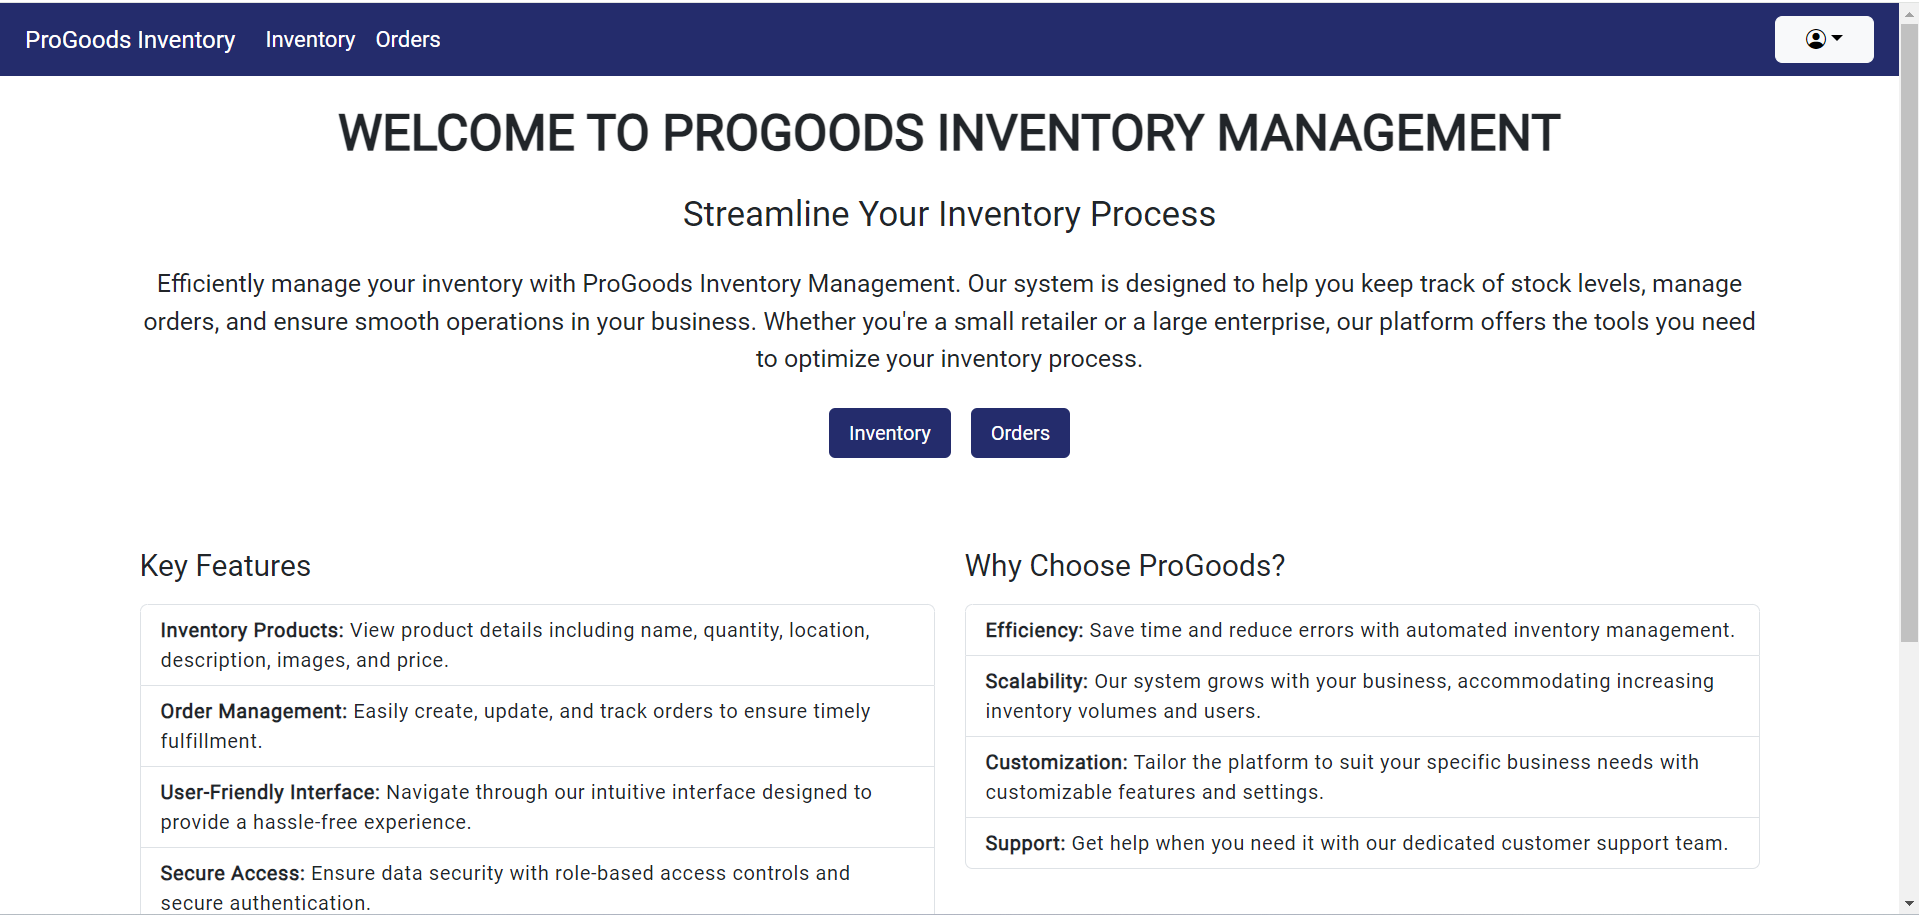 ProGoods Inventory Inventory Orders
WELCOME TO PROGOODS INVENTORY MANAGEMENT
Streamline Your Inventory Process
Efficiently manage your inventory with ProGoods Inventory Management. Our system is designed to help you keep track of stock levels, manage
orders, and ensure smooth operations in your business. Whether you're a small retailer or a large enterprise, our platform offers the tools you need
to optimize your inventory process.
Inventory Orders
Key Features
Inventory Products: View product details including name, quantity, location,
description, images, and price.
Order Management: Easily create, update, and track orders to ensure timely
fulfillment.
User-Friendly Interface: Navigate through our intuitive interface designed to
provide a hassle-free experience.
Secure Access: Ensure data security with role-based access controls and
secure authentication.
Why Choose ProGoods?
Efficiency: Save time and reduce errors with automated inventory management.
Scalability: Our system grows with your business, accommodating increasing
inventory volumes and users.
Customization: Tailor the platform to suit your specific business needs with
customizable features and settings.
Support: Get help when you need it with our dedicated customer support team.